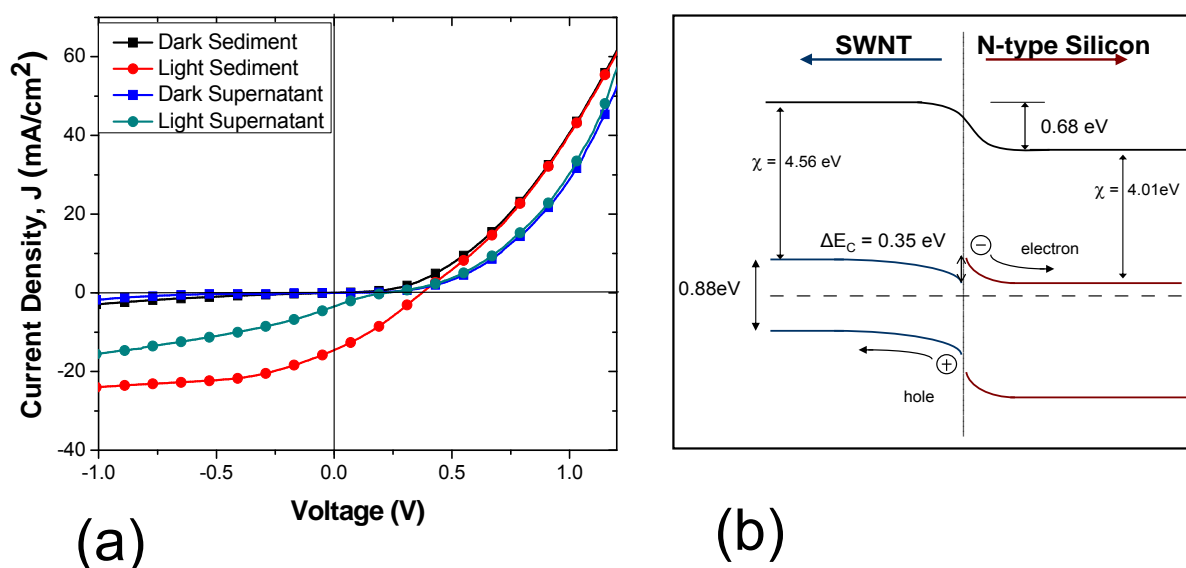 Dark Sediment
Light Sediment
Dark Supernatant
Light Supernatant
Current Density, J (mA/cm²)
60
40
20
0
-20
-40
-1.0
-0.5
0.0
0.5
1.0
Voltage (V)
(a)
SWNT
N-type Silicon
0.68 eV
χ = 4.56 eV
χ = 4.01eV
ΔE_C = 0.35 eV
−
electron
0.88eV
+
hole
(b)